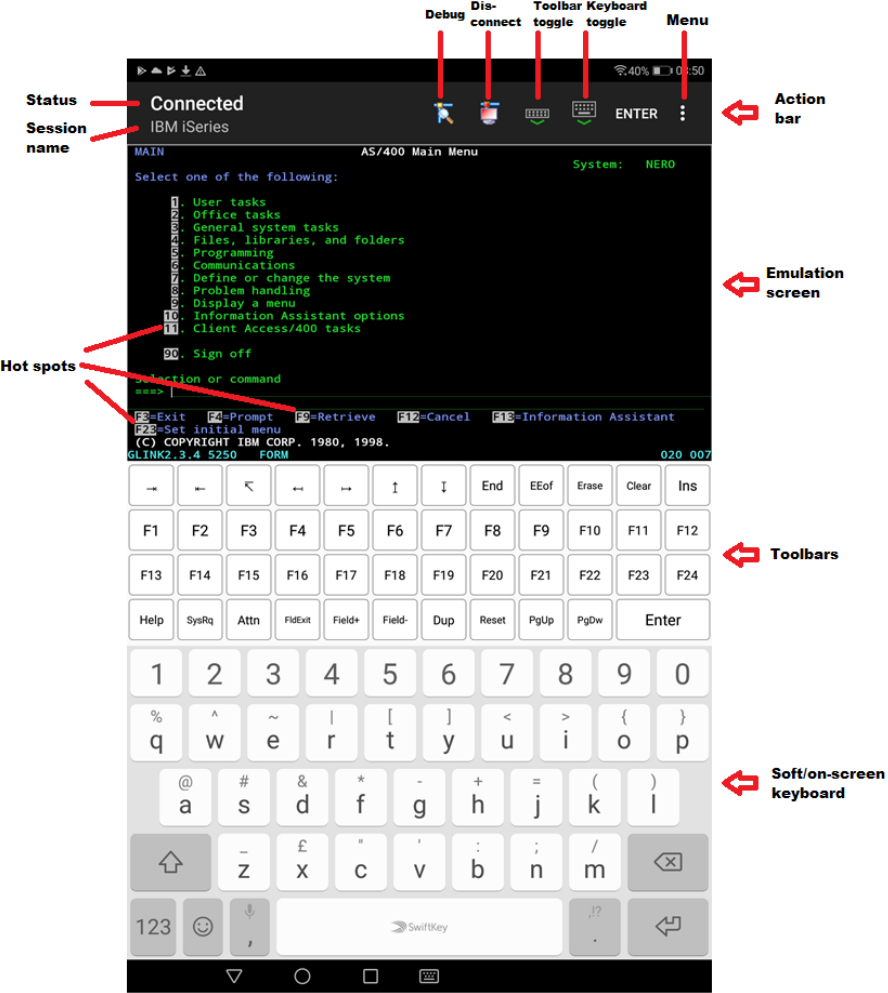 Debug
Dis-
connect
Toolbar
toggle
Keyboard
toggle
Menu
40%
:50
Status
Connected
Session
name
IBM iSeries
ENTER
Action
bar
MAIN AS/400 Main Menu
System: NERO
Select one of the following:
1. User tasks
2. Office tasks
3. General system tasks
4. Files, libraries, and folders
5. Programming
6. Communications
7. Define or change the system
8. Problem handling
9. Display a menu
10. Information Assistant options
11. Client Access/400 tasks
90. Sign off
Selection or command
===>
F3=Exit F4=Prompt F9=Retrieve F12=Cancel F13=Information Assistant
F23=Set initial menu
(C) COPYRIGHT IBM CORP. 1980, 1998.
GLINK2.3.4 5250 FORM 020 007
Emulation
screen
Hot spots
⇥ ⇤ ↸ ↤ ↦ ↥ ↧ End EEof Erase Clear Ins
F1 F2 F3 F4 F5 F6 F7 F8 F9 F10 F11 F12
F13 F14 F15 F16 F17 F18 F19 F20 F21 F22 F23 F24
Help SysRq Attn FldExit Field+ Field- Dup Reset PgUp PgDw Enter
Toolbars
1 2 3 4 5 6 7 8 9 0
% ^ ~ | [ ] < > { }
q w e r t y u i o p
@ # & * - + = ( )
a s d f g h j k l
_ £ " ' : ; /
z x c v b n m
123 , SwiftKey ,!? .
Soft/on-screen
keyboard